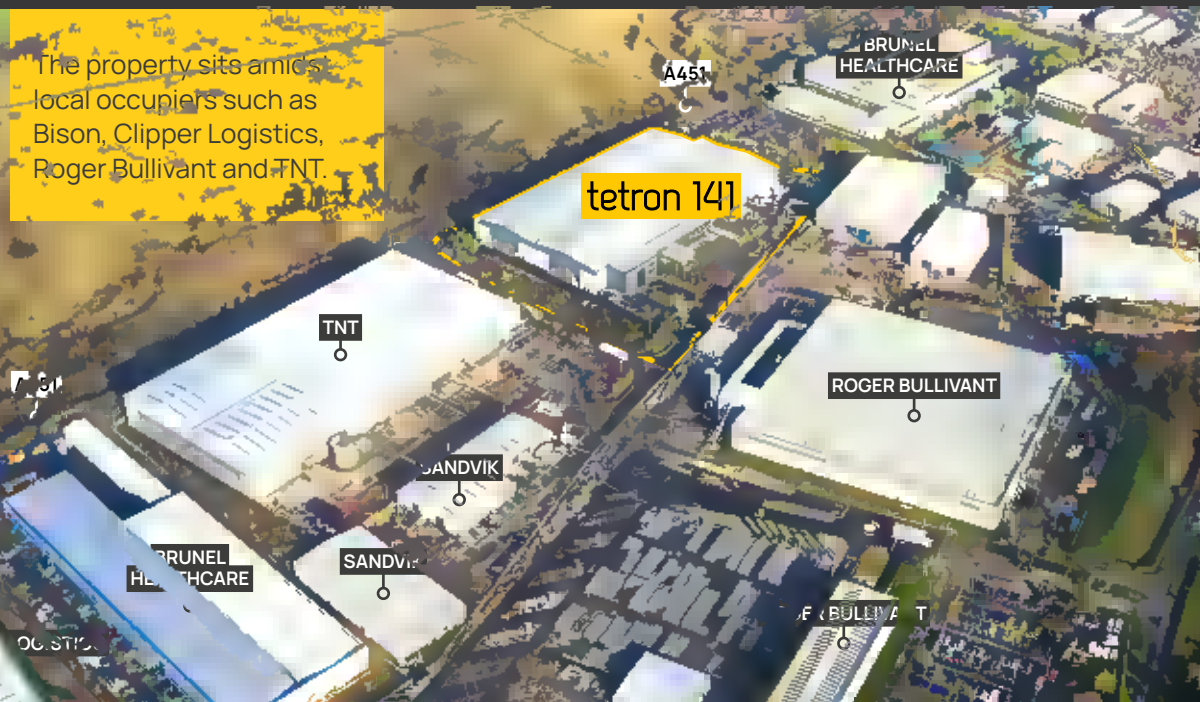 The property sits amidst
local occupiers such as
Bison, Clipper Logistics,
Roger Bullivant and TNT.
BRUNEL
HEALTHCARE
A451
tetron 141
TNT
ROGER BULLIVANT
SANDVIK
BRUNEL
HEALTHCARE
SANDVIK